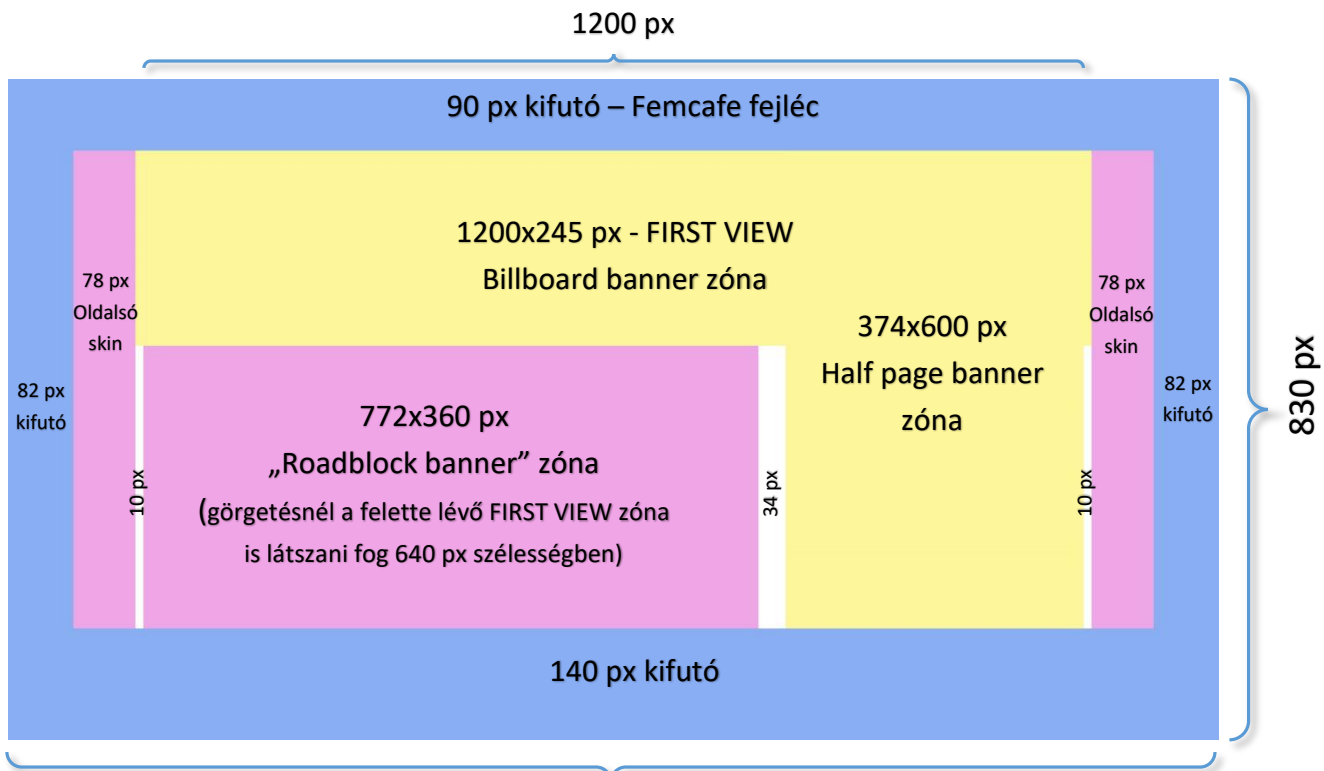 1200 px
90 px kifutó – Femcafe fejléc
1200x245 px - FIRST VIEW
Billboard banner zóna
78 px
Oldalsó
skin
78 px
Oldalsó
skin
374x600 px
Half page banner
zóna
82 px
kifutó
82 px
kifutó
830 px
772x360 px
„Roadblock banner” zóna
(görgetésnél a felette lévő FIRST VIEW zóna
is látszani fog 640 px szélességben)
10 px
34 px
10 px
140 px kifutó